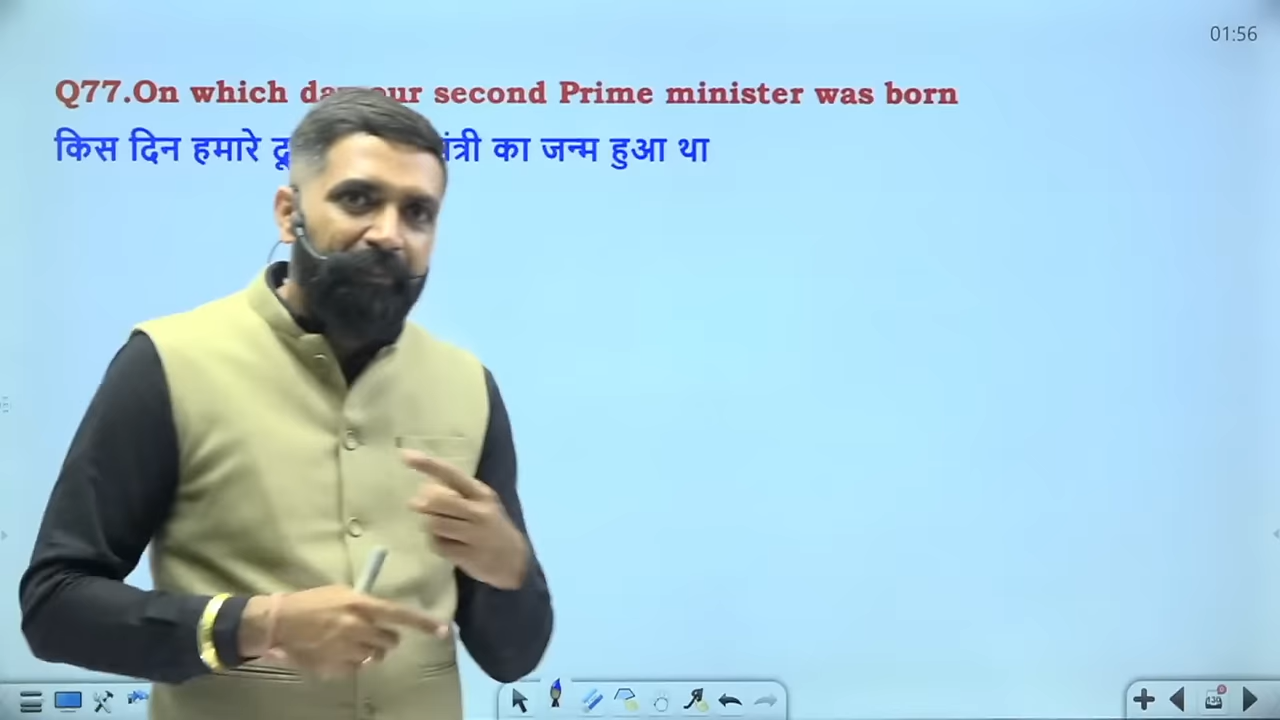 01:56
Q77.On which our second Prime minister was born
किस दिन हमारे का जन्म हुआ था